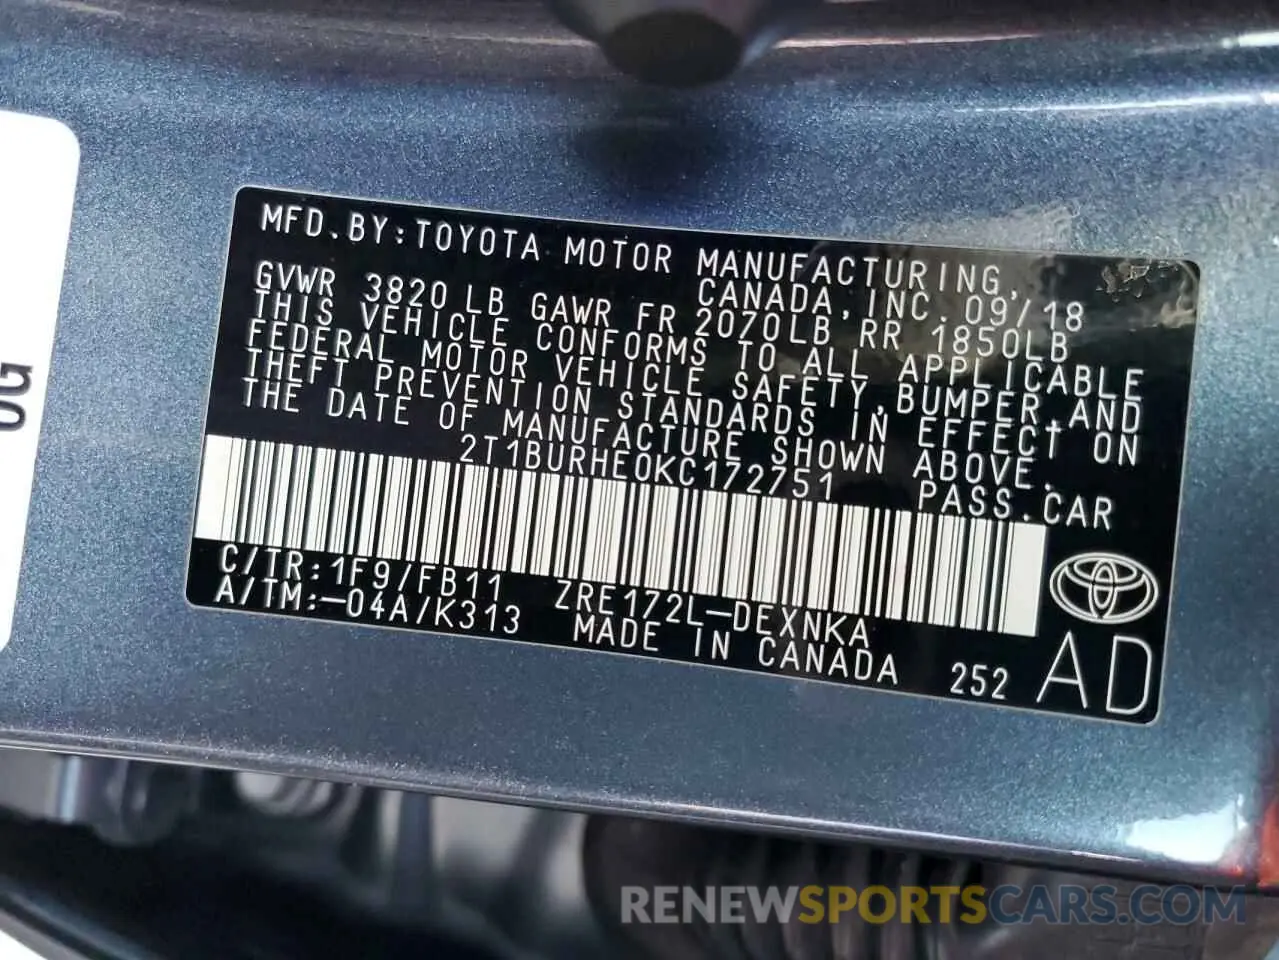 MFD.BY:TOYOTA MOTOR MANUFACTURING,
CANADA,INC. 09/18
GVWR 3820LB GAWR FR 2070LB RR 1850LB
THIS VEHICLE CONFORMS TO ALL APPLICABLE
FEDERAL MOTOR VEHICLE SAFETY,BUMPER,AND
THEFT PREVENTION STANDARDS IN EFFECT ON
THE DATE OF MANUFACTURE SHOWN ABOVE.
2T1BURHE0KC172751 PASS.CAR
C/TR:1F9/FB11 ZRE172L-DEXNKA
A/TM:-04A/K313 MADE IN CANADA 252 AD
OG
RENEWSPORTSCARS.COM